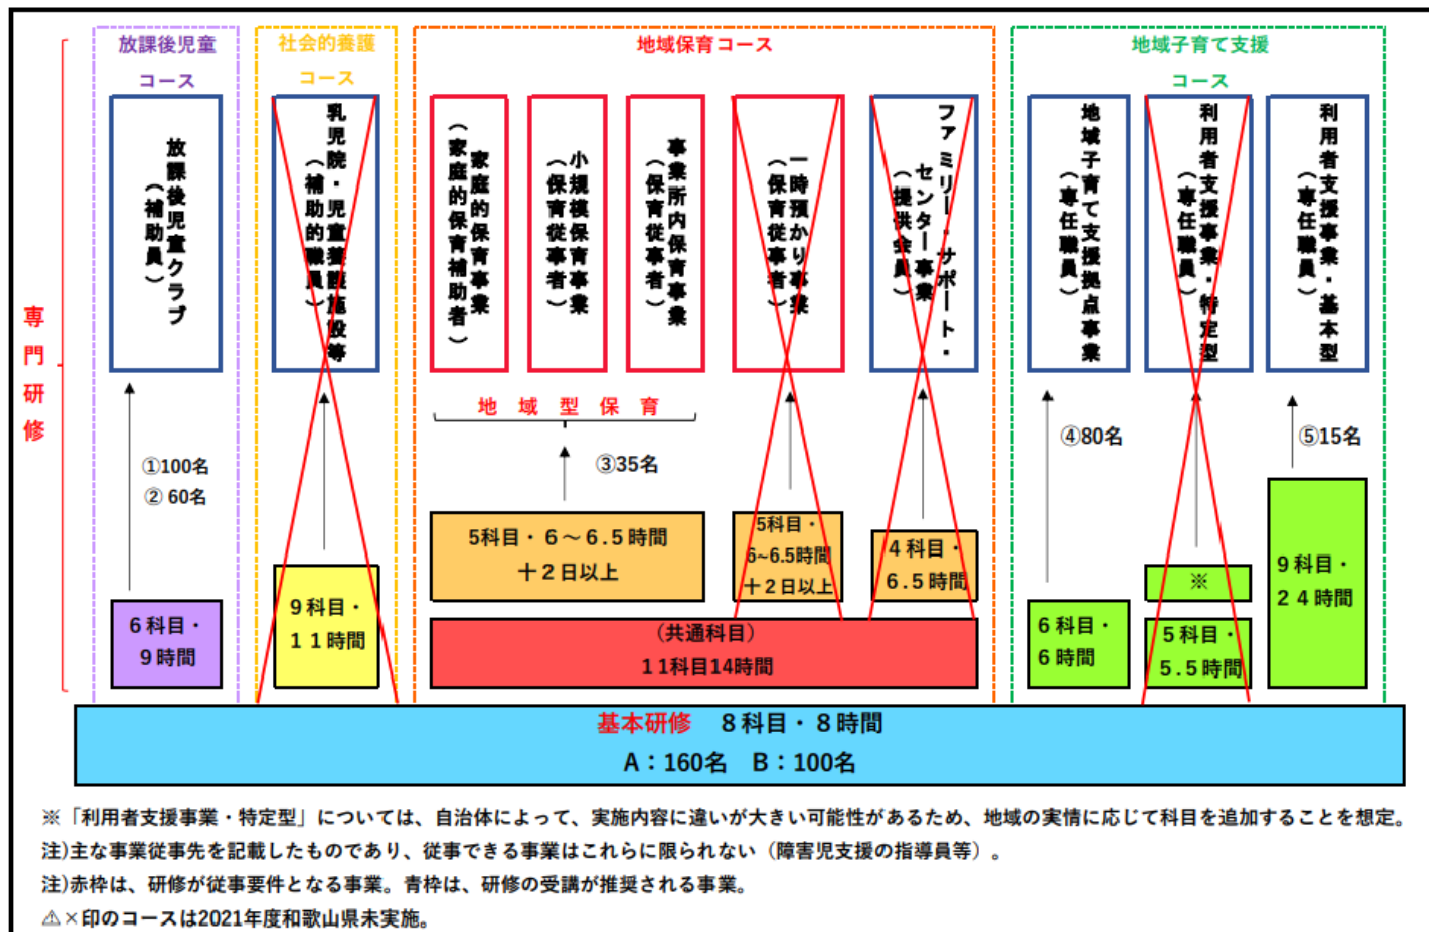 専門研修
放課後児童
コース
社会的養護
コース
地域保育コース
地域子育て支援
コース
放課後児童クラブ
（補助員）
乳児院・児童養護施設等
（補助的職員）
家庭的保育事業
（家庭的保育補助者）
小規模保育事業
（保育従事者）
事業所内保育事業
（保育従事者）
一時預かり事業
（保育従事者）
ファミリー・サポート・
センター事業
（提供会員）
地域子育て支援拠点事業
（専任職員）
利用者支援事業・特定型
（専任職員）
利用者支援事業・基本型
（専任職員）
地域型保育
①100名
② 60名
③35名
④80名
⑤15名
6科目・
9時間
9科目・
11時間
5科目・6～6.5時間
＋2日以上
5科目・
6~6.5時間
＋2日以上
4科目・
6.5時間
（共通科目）
11科目14時間
6科目・
6時間
※
5科目・
5.5時間
9科目・
24時間
基本研修　8科目・8時間
A：160名　B：100名
※「利用者支援事業・特定型」については、自治体によって、実施内容に違いが大きい可能性があるため、地域の実情に応じて科目を追加することを想定。
注)主な事業従事先を記載したものであり、従事できる事業はこれらに限られない（障害児支援の指導員等）。
注)赤枠は、研修が従事要件となる事業。青枠は、研修の受講が推奨される事業。
⚠×印のコースは2021年度和歌山県未実施。